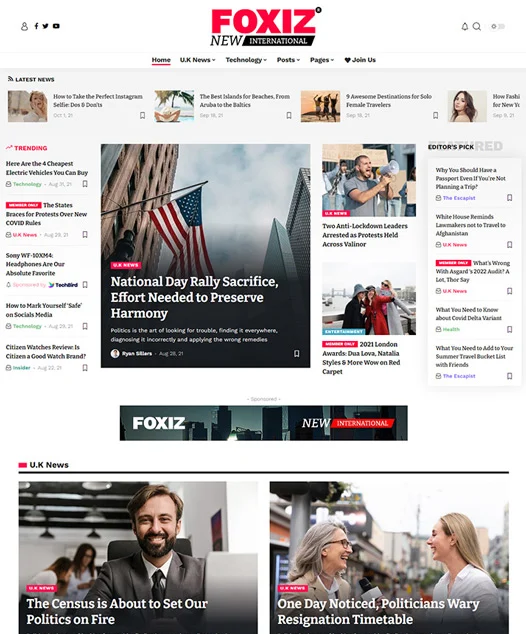 FOXIZ
NEW INTERNATIONAL
Home
U.K News
Technology
Posts
Pages
Join Us
LATEST NEWS
How to Take the Perfect Instagram
Selfie: Dos & Don'ts
Oct 1, 21
The Best Islands for Beaches, From
Aruba to the Baltics
Sep 16, 21
9 Awesome Destinations for Solo
Female Travelers
Sep 16, 21
How Fashi
for New Yo
Sep 9, 21
TRENDING
Here Are the 4 Cheapest
Electric Vehicles You Can Buy
Technology - Aug 31, 21
MEMBER ONLY The States
Braces for Protests Over New
COVID Rules
U.K News - Aug 29, 21
Sony WF-10XM4:
Headphones Are Our
Absolute Favorite
Sponsored by TechBird
How to Mark Yourself 'Safe'
on Socials Media
Technology - Aug 29, 21
Citizen Watches Review: Is
Citizen a Good Watch Brand?
Insider - Aug 22, 21
U.K NEWS
National Day Rally Sacrifice,
Effort Needed to Preserve
Harmony
Politics is the art of looking for trouble, finding it everywhere,
diagnosing it incorrectly and applying the wrong remedies
Ryan Sillers - Aug 28, 21
U.K NEWS
Two Anti-Lockdown Leaders
Arrested as Protests Held
Across Valinor
ENTERTAINMENT
MEMBER ONLY 2021 London
Awards: Dua Lova, Natalia
Styles & More Wow on Red
Carpet
FEATURED
EDITOR'S PICK
Why You Should Have a
Passport Even If You're Not
Planning a Trip?
The Escapist
White House Reminds
Lawmakers not to Travel to
Afghanistan
U.K News
MEMBER ONLY What's Wrong
With Asgard's 2022 Audit? A
Lot, Thor Say
U.K News
What You Need to Know
about Covid Delta Variant
Health
What You Need to Add to Your
Summer Travel Bucket List
with Friends
The Escapist
- Sponsored -
FOXIZ
NEW INTERNATIONAL
U.K News
U.K NEWS
The Census is About to Set Our
Politics on Fire
U.K NEWS
One Day Noticed, Politicians Wary
Resignation Timetable